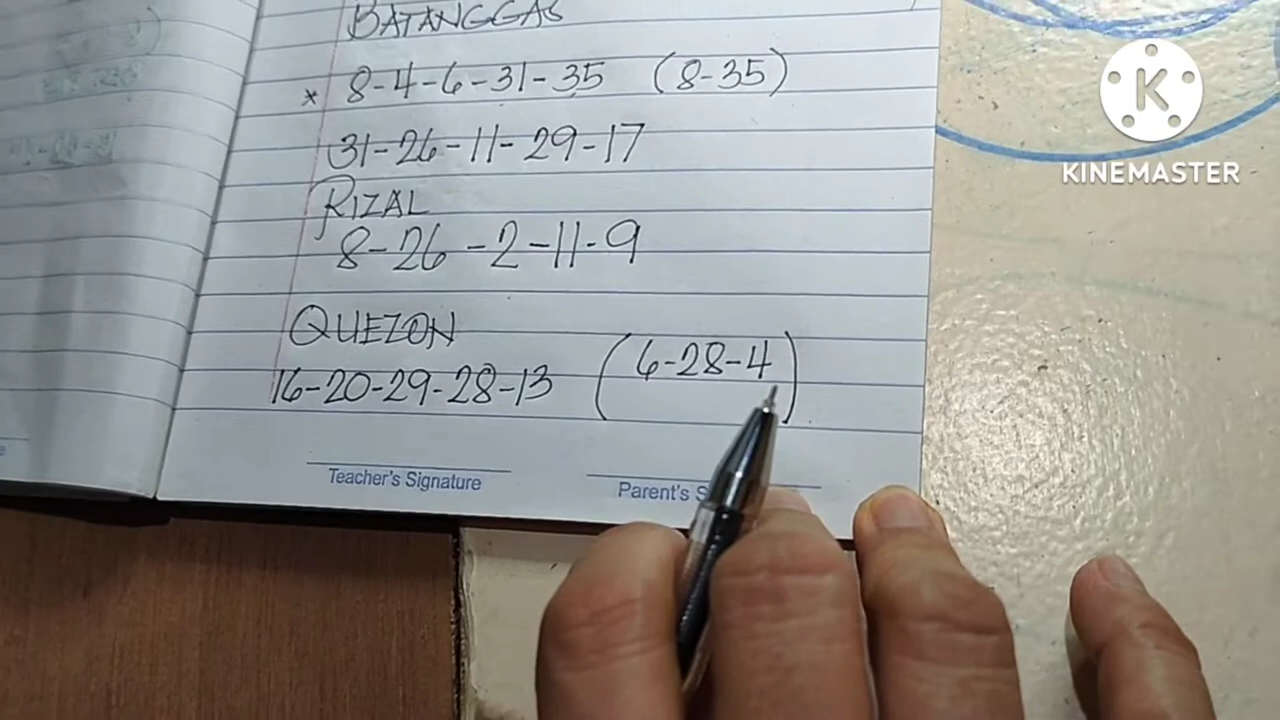 BATANGGAS
* 8-4-6-31-35 (8-35)
31-26-11-29-17
RIZAL
8-26-2-11-9
QUEZON
16-20-29-28-13 (6-28-4)
Teacher's Signature
Parent's S
K
KINEMASTER